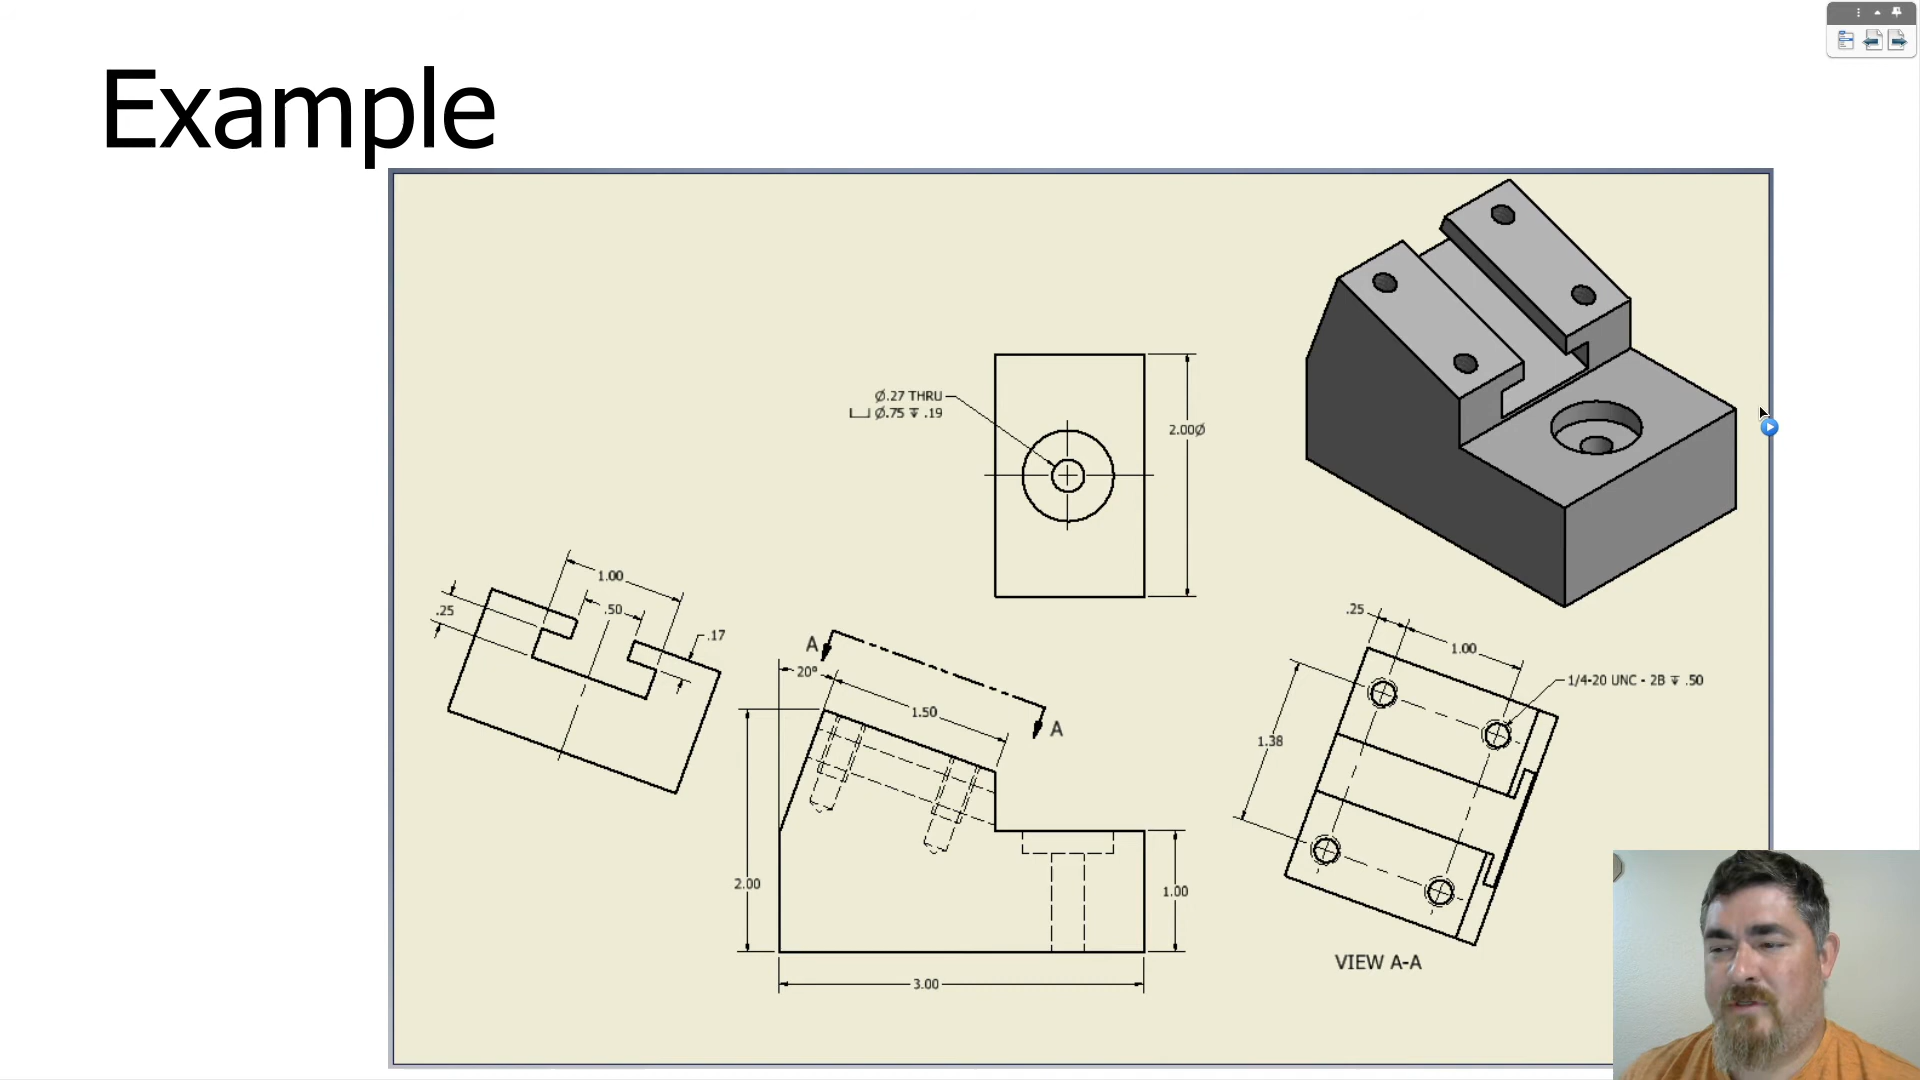 Example
Ø.27 THRU
⌴ Ø.75 ↧ .19
2.00Ø
1.00
.50
.25
.17
A
20°
1.50
A
2.00
1.00
3.00
.25
1.00
1/4-20 UNC - 2B ↧ .50
1.38
VIEW A-A